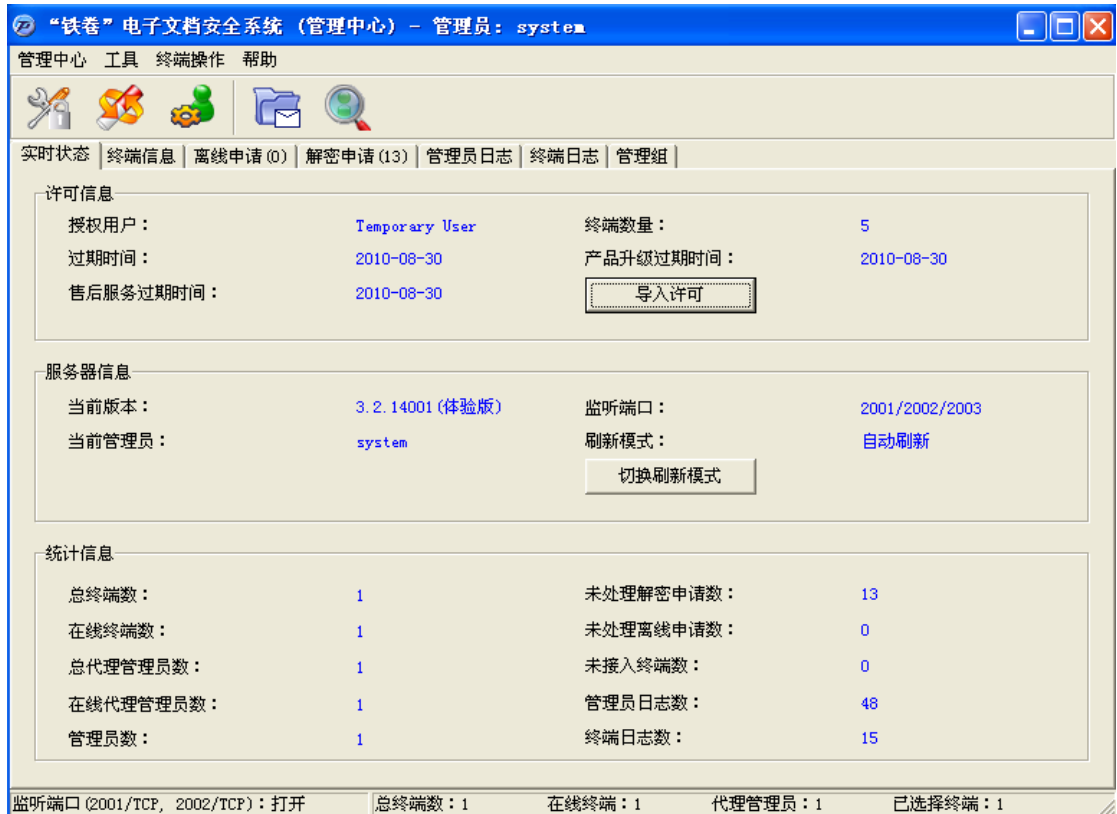 “铁卷”电子文档安全系统 (管理中心) - 管理员: system
管理中心 工具 终端操作 帮助
实时状态 终端信息 离线申请(0) 解密申请(13) 管理员日志 终端日志 管理组
许可信息
授权用户： Temporary User 终端数量： 5
过期时间： 2010-08-30 产品升级过期时间： 2010-08-30
售后服务过期时间： 2010-08-30 导入许可
服务器信息
当前版本： 3.2.14001(体验版) 监听端口： 2001/2002/2003
当前管理员： system 刷新模式： 自动刷新
切换刷新模式
统计信息
总终端数： 1 未处理解密申请数： 13
在线终端数： 1 未处理离线申请数： 0
总代理管理员数： 1 未接入终端数： 0
在线代理管理员数： 1 管理员日志数： 48
管理员数： 1 终端日志数： 15
监听端口(2001/TCP, 2002/TCP)：打开 总终端数：1 在线终端：1 代理管理员：1 已选择终端：1